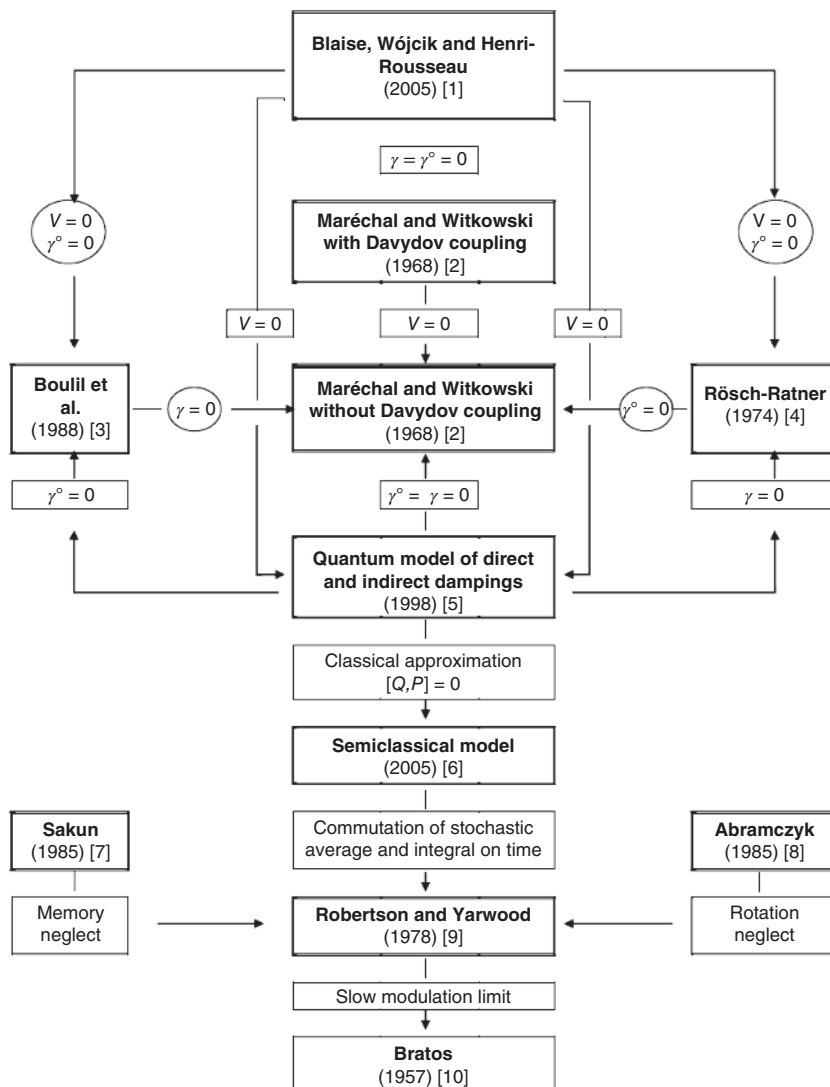 Blaise, Wójcik and Henri-
Rousseau
(2005) [1]
γ = γ° = 0
V = 0
γ° = 0
Maréchal and Witkowski
with Davydov coupling
(1968) [2]
V = 0
γ° = 0
V = 0
V = 0
V = 0
Boulil et
al.
(1988) [3]
γ = 0
Maréchal and Witkowski
without Davydov coupling
(1968) [2]
γ° = 0
Rösch-Ratner
(1974) [4]
γ° = 0
γ° = γ = 0
γ = 0
Quantum model of direct
and indirect dampings
(1998) [5]
Classical approximation
[Q,P] = 0
Semiclassical model
(2005) [6]
Sakun
(1985) [7]
Commutation of stochastic
average and integral on time
Abramczyk
(1985) [8]
Memory
neglect
Robertson and Yarwood
(1978) [9]
Rotation
neglect
Slow modulation limit
Bratos
(1957) [10]